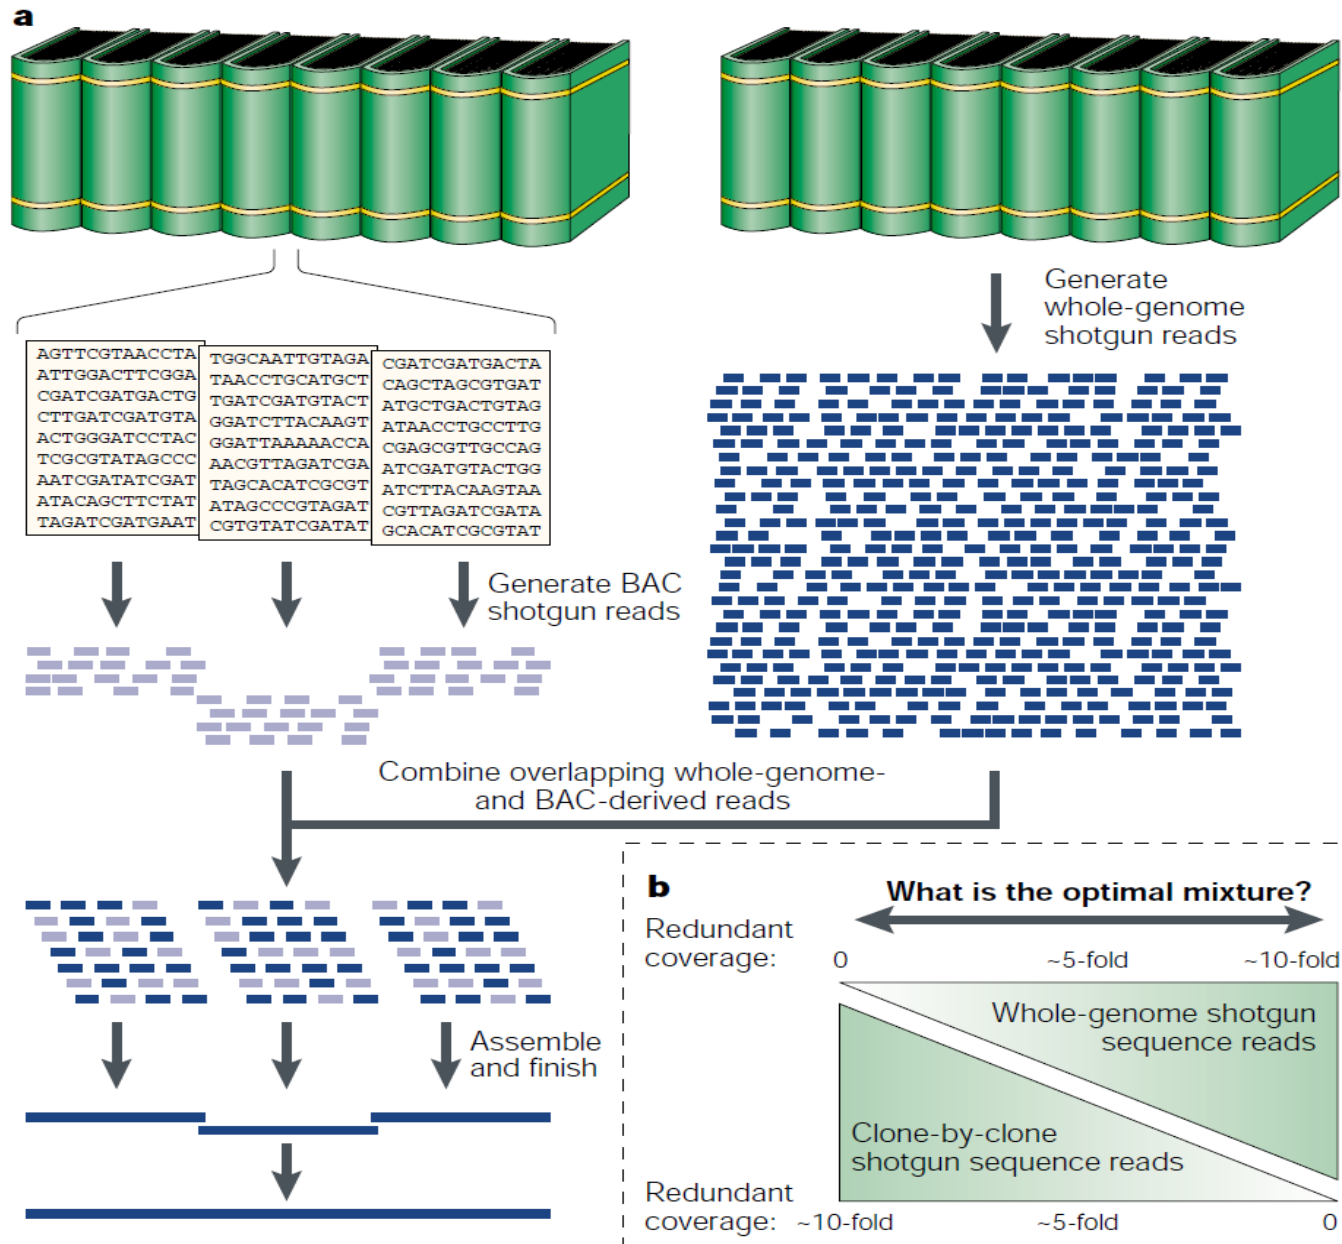 a
Generate
whole-genome
shotgun reads
AGTTCGTAACCTA
ATTGGACTTCGGA
CGATCGATGACTG
CTTGATCGATGTA
ACTGGGATCCTAC
TCGCGTATAGCCC
AATCGATATCGAT
ATACAGCTTCTAT
TAGATCGATGAAT
TGGCAATTGTAGA
TAACCTGCATGCT
TGATCGATGTACT
GGATCTTACAAGT
GGATTAAAAACCA
AACGTTAGATCGA
TAGCACATCGCGT
ATAGCCCGTAGAT
CGTGTATCGATAT
CGATCGATGACTA
CAGCTAGCGTGAT
ATGCTGACTGTAG
ATAACCTGCCTTG
CGAGCGTTGCCAG
ATCGATGTACTGG
ATCTTACAAGTAA
CGTTAGATCGATA
GCACATCGCGTAT
Generate BAC
shotgun reads
Combine overlapping whole-genome-
and BAC-derived reads
Assemble
and finish
b
What is the optimal mixture?
Redundant
coverage: 0 ~5-fold ~10-fold
Whole-genome shotgun
sequence reads
Clone-by-clone
shotgun sequence reads
Redundant
coverage: ~10-fold ~5-fold 0